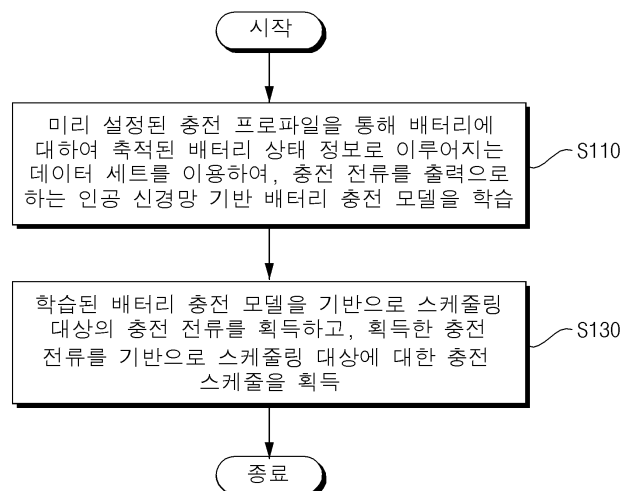 시작
미리 설정된 충전 프로파일을 통해 배터리에
대하여 축적된 배터리 상태 정보로 이루어지는
데이터 세트를 이용하여, 충전 전류를 출력으로
하는 인공 신경망 기반 배터리 충전 모델을 학습
S110
학습된 배터리 충전 모델을 기반으로 스케줄링
대상의 충전 전류를 획득하고, 획득한 충전
전류를 기반으로 스케줄링 대상에 대한 충전
스케줄을 획득
S130
종료